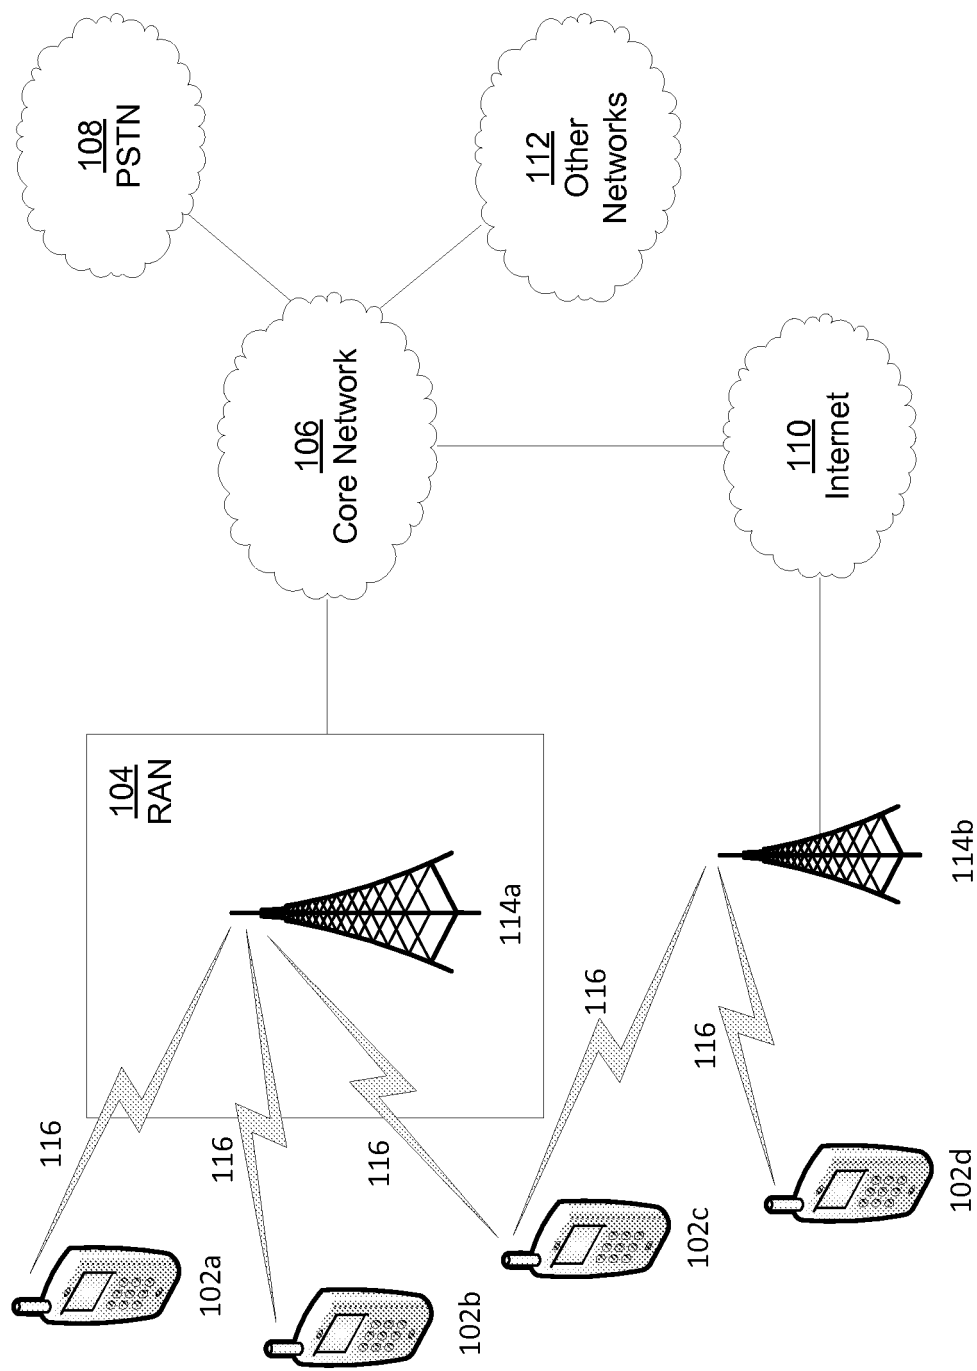 108
PSTN
112
Other
Networks
106
Core Network
110
Internet
104
RAN
114a
114b
116
116
116
116
116
102a
102b
102c
102d